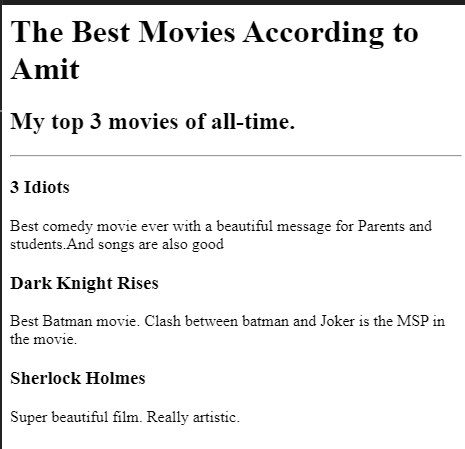 The Best Movies According to
Amit
My top 3 movies of all-time.
3 Idiots
Best comedy movie ever with a beautiful message for Parents and
students.And songs are also good
Dark Knight Rises
Best Batman movie. Clash between batman and Joker is the MSP in
the movie.
Sherlock Holmes
Super beautiful film. Really artistic.